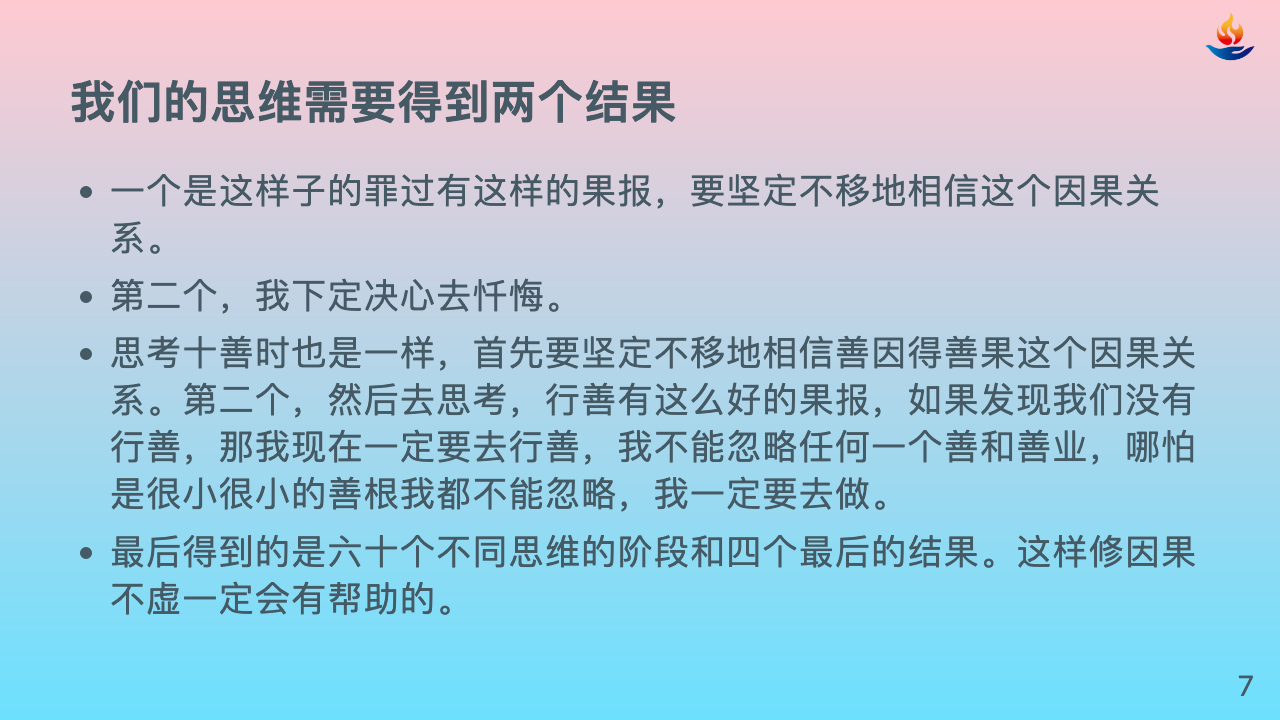 我们的思维需要得到两个结果
• 一个是这样子的罪过有这样的果报，要坚定不移地相信这个因果关
系。
• 第二个，我下定决心去忏悔。
• 思考十善时也是一样，首先要坚定不移地相信善因得善果这个因果关
系。第二个，然后去思考，行善有这么好的果报，如果发现我们没有
行善，那我现在一定要去行善，我不能忽略任何一个善和善业，哪怕
是很小很小的善根我都不能忽略，我一定要去做。
• 最后得到的是六十个不同思维的阶段和四个最后的结果。这样修因果
不虚一定会有帮助的。
7